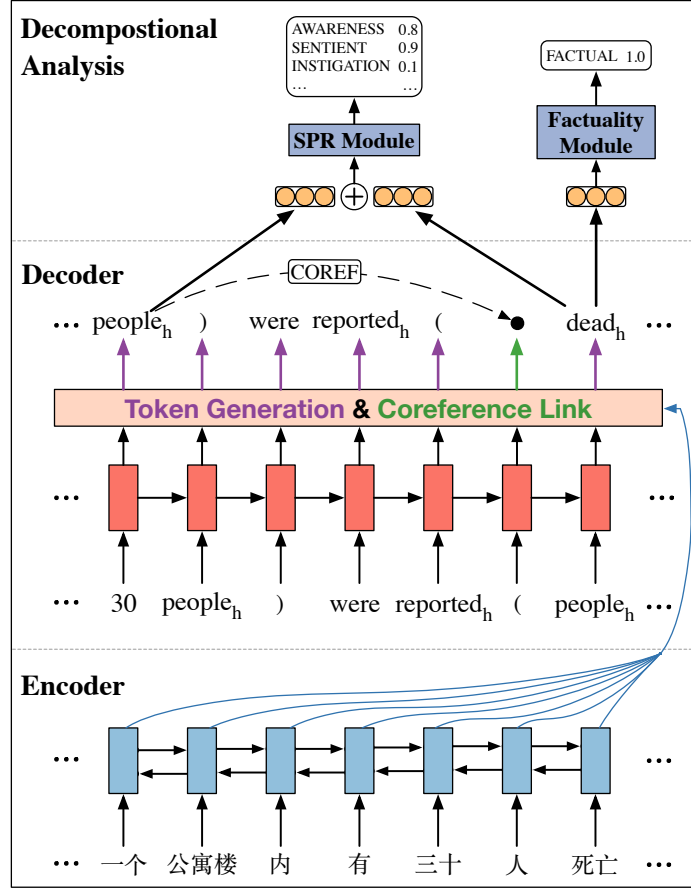 Decompostional
Analysis
AWARENESS 0.8
SENTIENT 0.9
INSTIGATION 0.1
... ...
FACTUAL 1.0
SPR Module
Factuality
Module
Decoder
COREF
... people_h ) were reported_h ( dead_h ...
Token Generation & Coreference Link
... ...
... 30 people_h ) were reported_h ( people_h ...
Encoder
... ...
... 一个 公寓楼 内 有 三十 人 死亡 ...